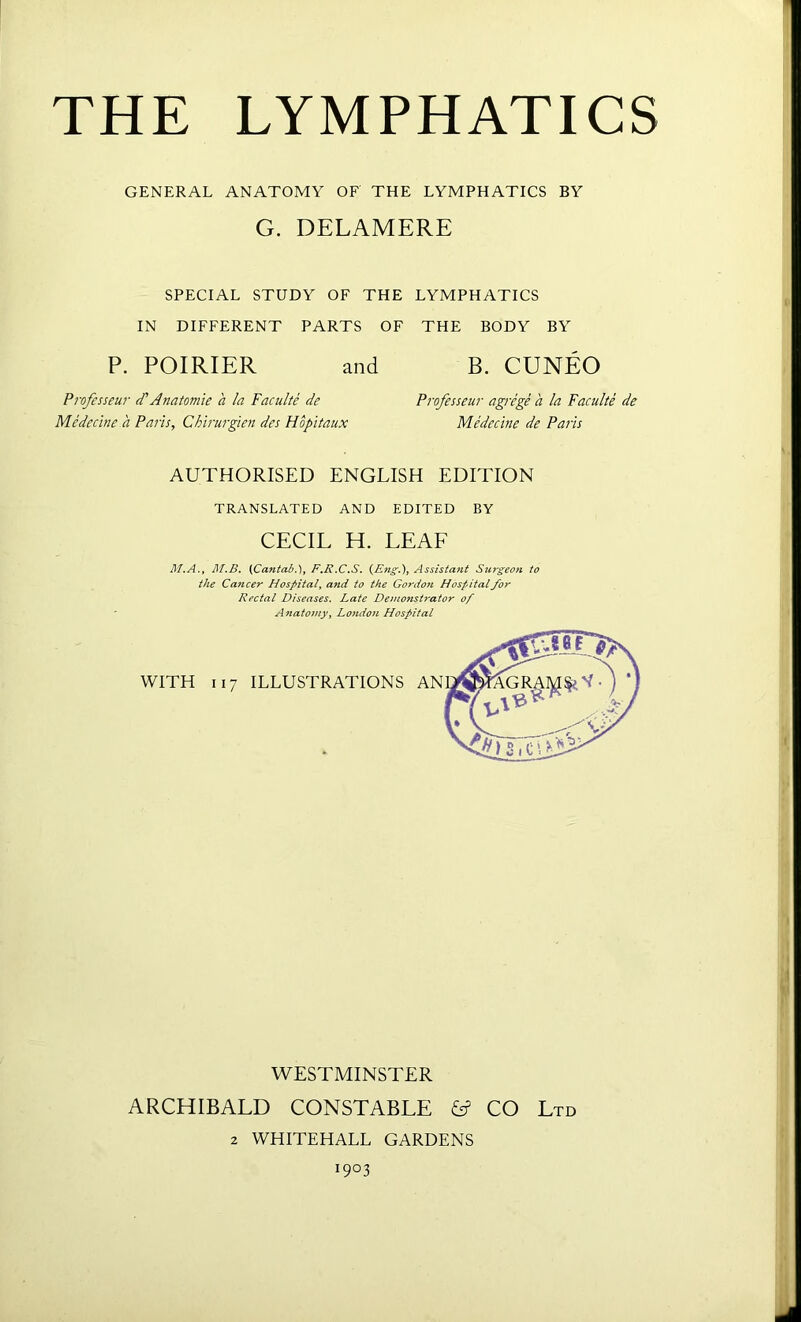 THE LYMPHATICS
GENERAL ANATOMY OF THE LYMPHATICS BY
G. DELAMERE
SPECIAL STUDY OF THE LYMPHATICS
IN DIFFERENT PARTS OF THE BODY BY
P. POIRIER and B. CUNÉO
Professeur d'Anatomie à la Faculté de
Médecine à Paris, Chirurgien des Hôpitaux
Professeur agrégé à la Faculté de
Médecine de Paris
AUTHORISED ENGLISH EDITION
TRANSLATED AND EDITED BY
CECIL H. LEAF
M.A., M.B. (Cantab.), F.R.C.S. (Eng.), Assistant Surgeon to
the Cancer Hospital, and to the Gordon Hospital for
Rectal Diseases. Late Demonstrator of
Anatomy, London Hospital
WITH 117 ILLUSTRATIONS AND DIAGRAMS
WESTMINSTER
ARCHIBALD CONSTABLE & CO LTD
2 WHITEHALL GARDENS
1903